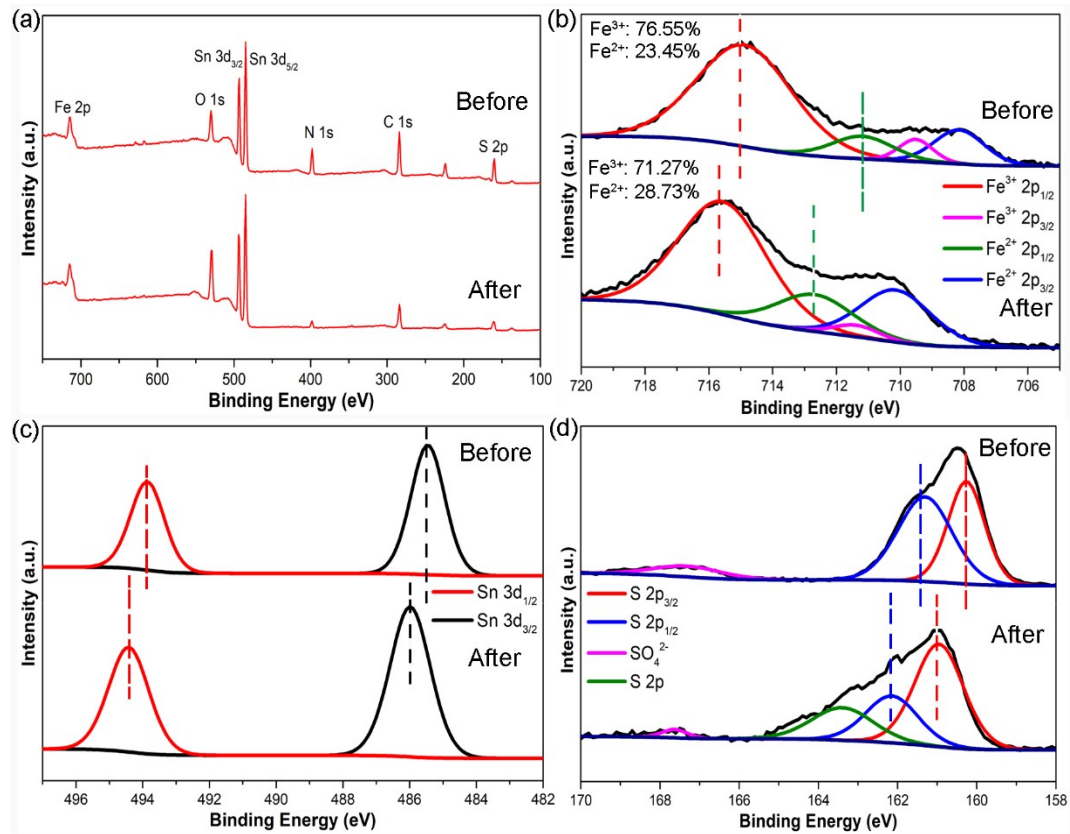 (a)
Fe 2p
O 1s
Sn 3d3/2
Sn 3d5/2
N 1s
C 1s
S 2p
Before
After
Intensity (a.u.)
700 600 500 400 300 200 100
Binding Energy (eV)
(b)
Fe3+: 76.55%
Fe2+: 23.45%
Before
Fe3+: 71.27%
Fe2+: 28.73%
Fe3+ 2p1/2
Fe3+ 2p3/2
Fe2+ 2p1/2
Fe2+ 2p3/2
After
Intensity (a.u.)
720 718 716 714 712 710 708 706
Binding Energy (eV)
(c)
Before
Sn 3d1/2
Sn 3d3/2
After
Intensity (a.u.)
496 494 492 490 488 486 484 482
Binding Energy (eV)
(d)
Before
S 2p3/2
S 2p1/2
SO42-
S 2p
After
Intensity (a.u.)
170 168 166 164 162 160 158
Binding Energy (eV)